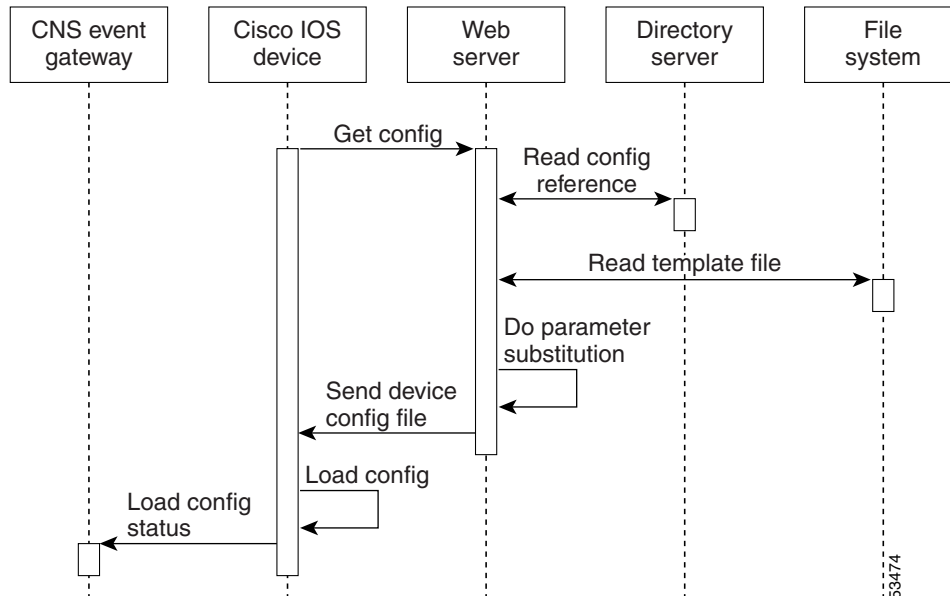 CNS event
gateway
Cisco IOS
device
Web
server
Directory
server
File
system
Get config
Read config
reference
Read template file
Do parameter
substitution
Send device
config file
Load config
Load config
status
53474